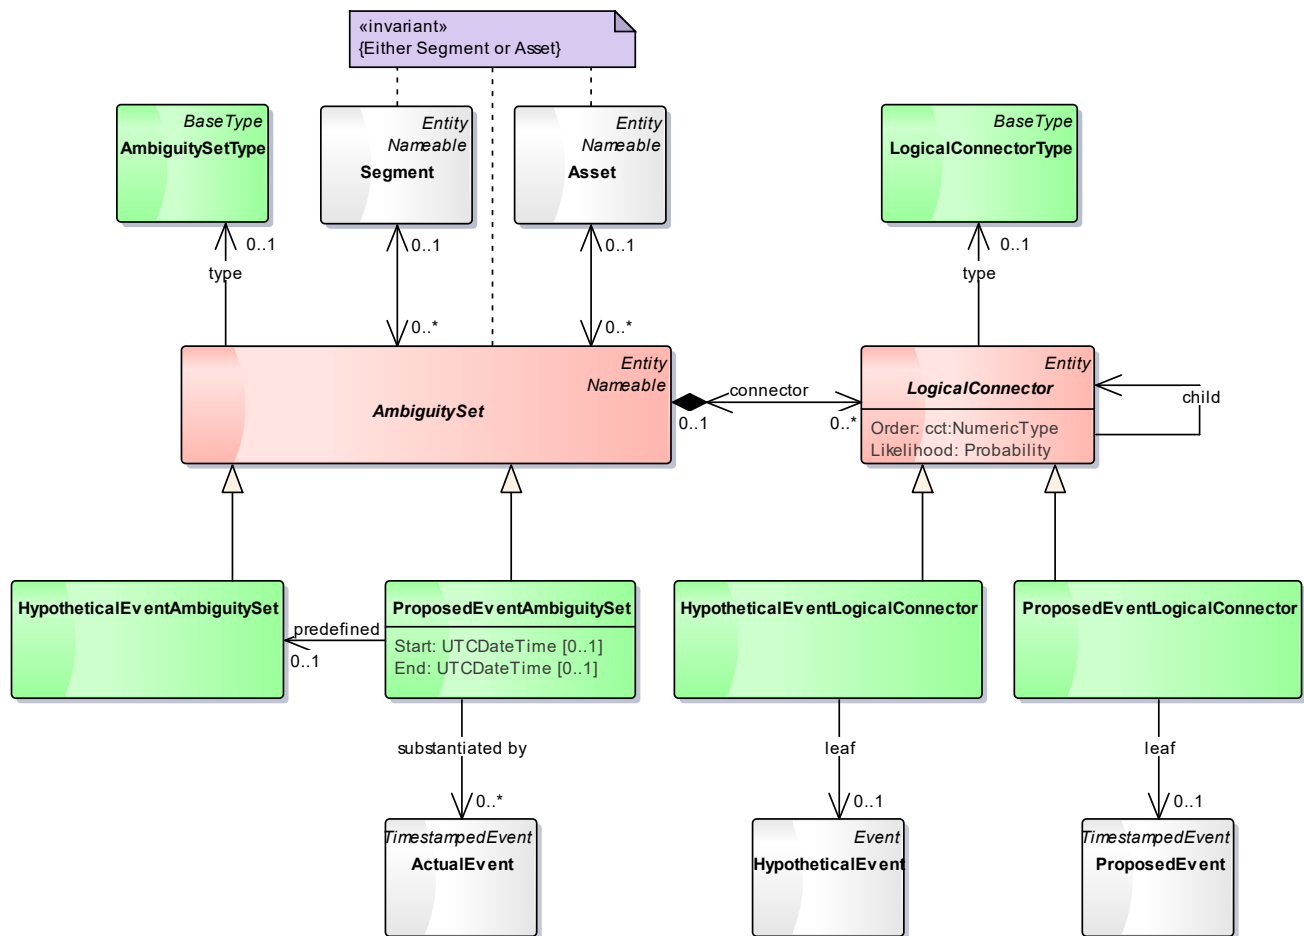 «invariant»
{Either Segment or Asset}
BaseType
AmbiguitySetType
Entity
Nameable
Segment
Entity
Nameable
Asset
BaseType
LogicalConnectorType
0..1
0..1
0..1
0..1
type
type
0..*
0..*
Entity
Nameable
AmbiguitySet
connector
0..1
0..*
Entity
LogicalConnector
Order: cct:NumericType
Likelihood: Probability
child
HypotheticalEventAmbiguitySet
predefined
0..1
ProposedEventAmbiguitySet
Start: UTCDateTime [0..1]
End: UTCDateTime [0..1]
HypotheticalEventLogicalConnector
ProposedEventLogicalConnector
substantiated by
leaf
leaf
0..*
0..1
0..1
TimestampedEvent
ActualEvent
Event
HypotheticalEvent
TimestampedEvent
ProposedEvent